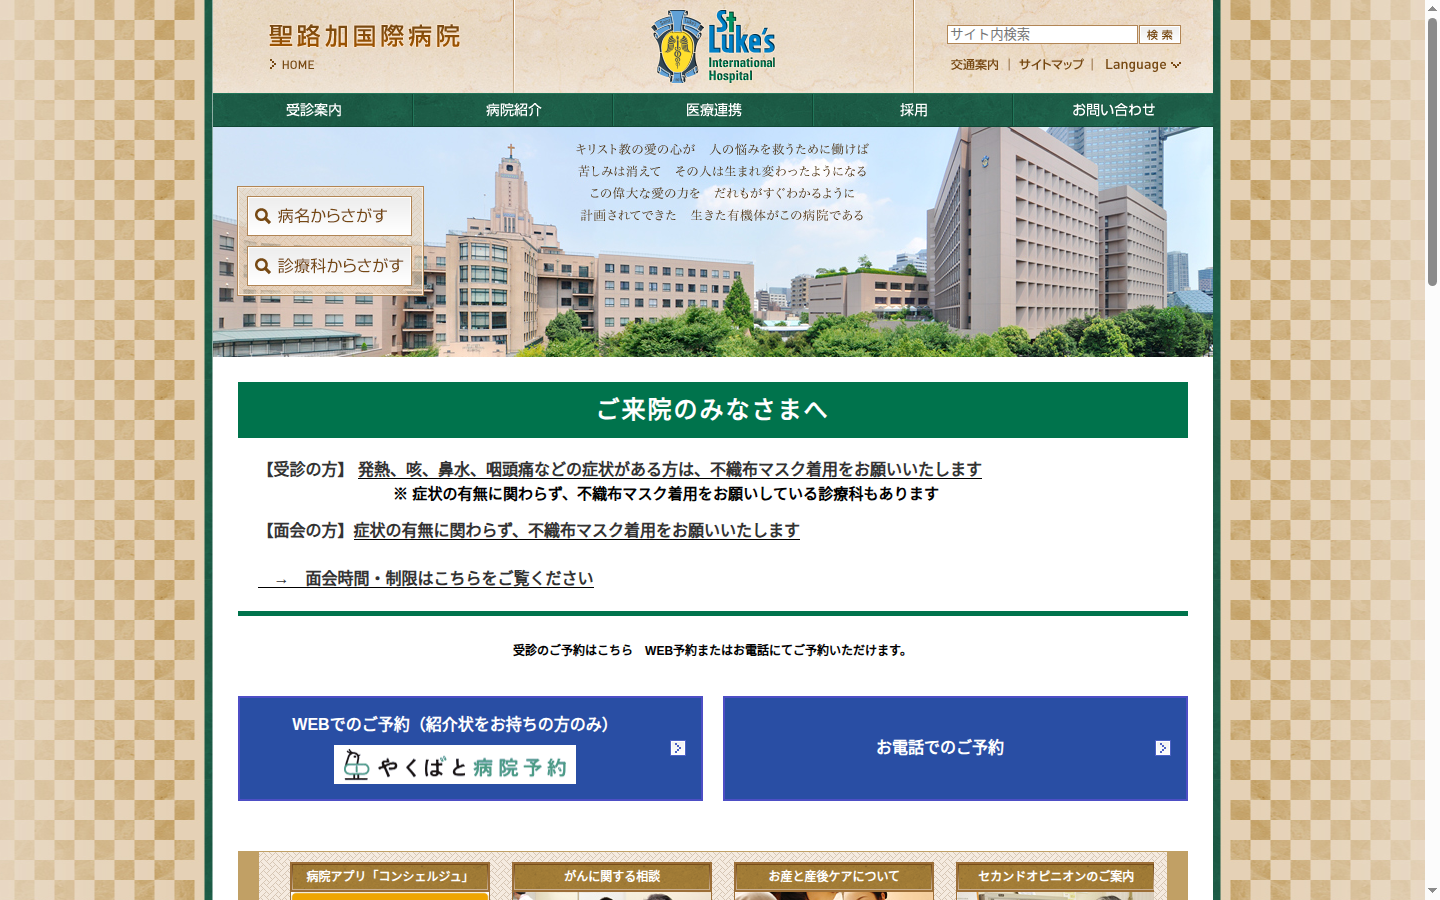 聖路加国際病院
HOME
St
Luke's
International
Hospital
サイト内検索
検索
交通案内 | サイトマップ | Language
受診案内
病院紹介
医療連携
採用
お問い合わせ
キリスト教の愛の心が　人の悩みを救うために働けば
苦しみは消えて　その人は生まれ変わったようになる
この偉大な愛の力を　だれもがすぐわかるように
計画されてできた　生きた有機体がこの病院である
病名からさがす
診療科からさがす
ご来院のみなさまへ
【受診の方】 発熱、咳、鼻水、咽頭痛などの症状がある方は、不織布マスク着用をお願いいたします
※ 症状の有無に関わらず、不織布マスク着用をお願いしている診療科もあります
【面会の方】症状の有無に関わらず、不織布マスク着用をお願いいたします
→　面会時間・制限はこちらをご覧ください
受診のご予約はこちら　WEB予約またはお電話にてご予約いただけます。
WEBでのご予約（紹介状をお持ちの方のみ）
やくばと病院予約
お電話でのご予約
病院アプリ「コンシェルジュ」
がんに関する相談
お産と産後ケアについて
セカンドオピニオンのご案内